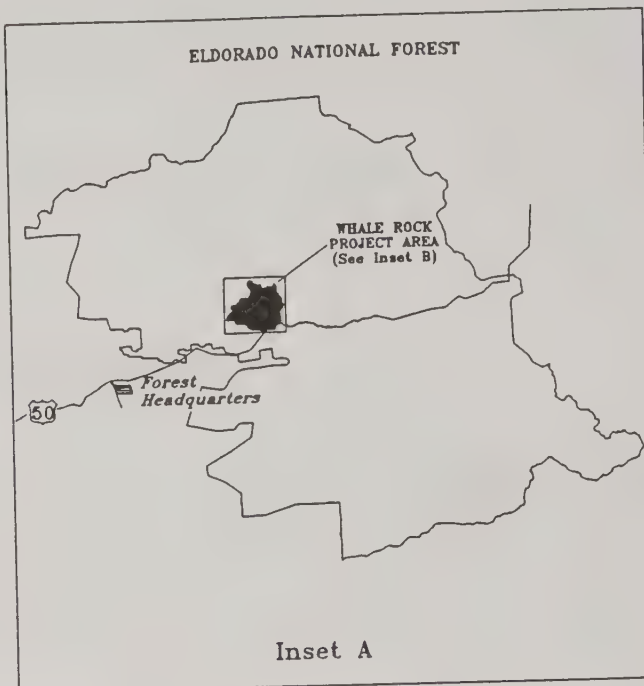 ELDORADO NATIONAL FOREST
WHALE ROCK
PROJECT AREA
(See Inset B)
Forest
Headquarters
50
Inset A